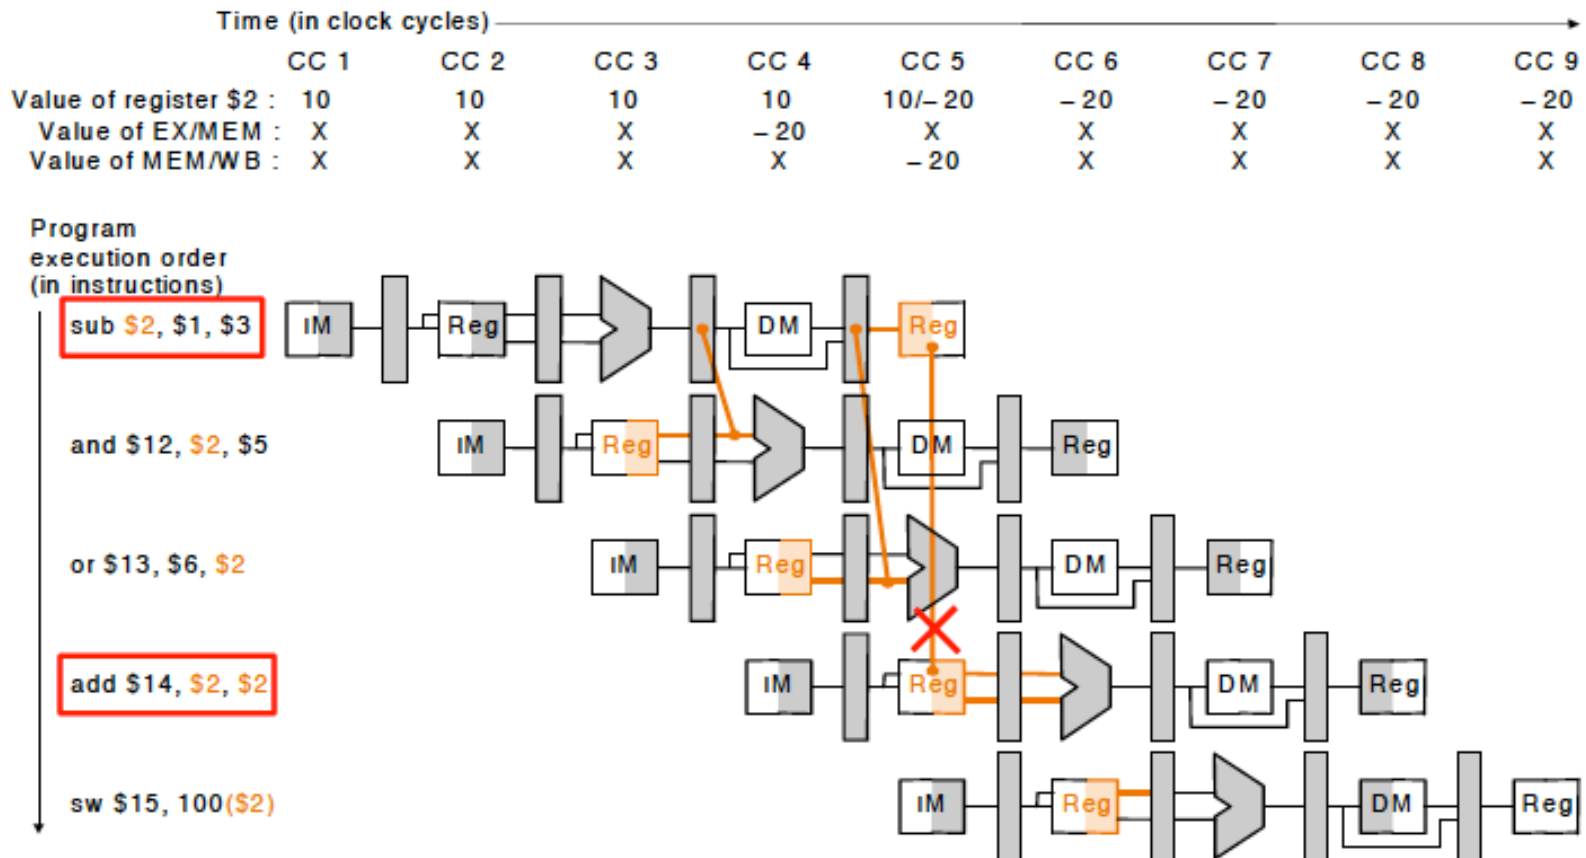 Time (in clock cycles)
CC 1 CC 2 CC 3 CC 4 CC 5 CC 6 CC 7 CC 8 CC 9
Value of register $2 : 10 10 10 10 10/– 20 – 20 – 20 – 20 – 20
Value of EX/MEM : X X X – 20 X X X X X
Value of MEM/WB : X X X X – 20 X X X X
Program
execution order
(in instructions)
sub $2, $1, $3 IM Reg DM Reg
and $12, $2, $5 IM Reg DM Reg
or $13, $6, $2 IM Reg DM Reg
add $14, $2, $2 IM Reg DM Reg
sw $15, 100($2) IM Reg DM Reg